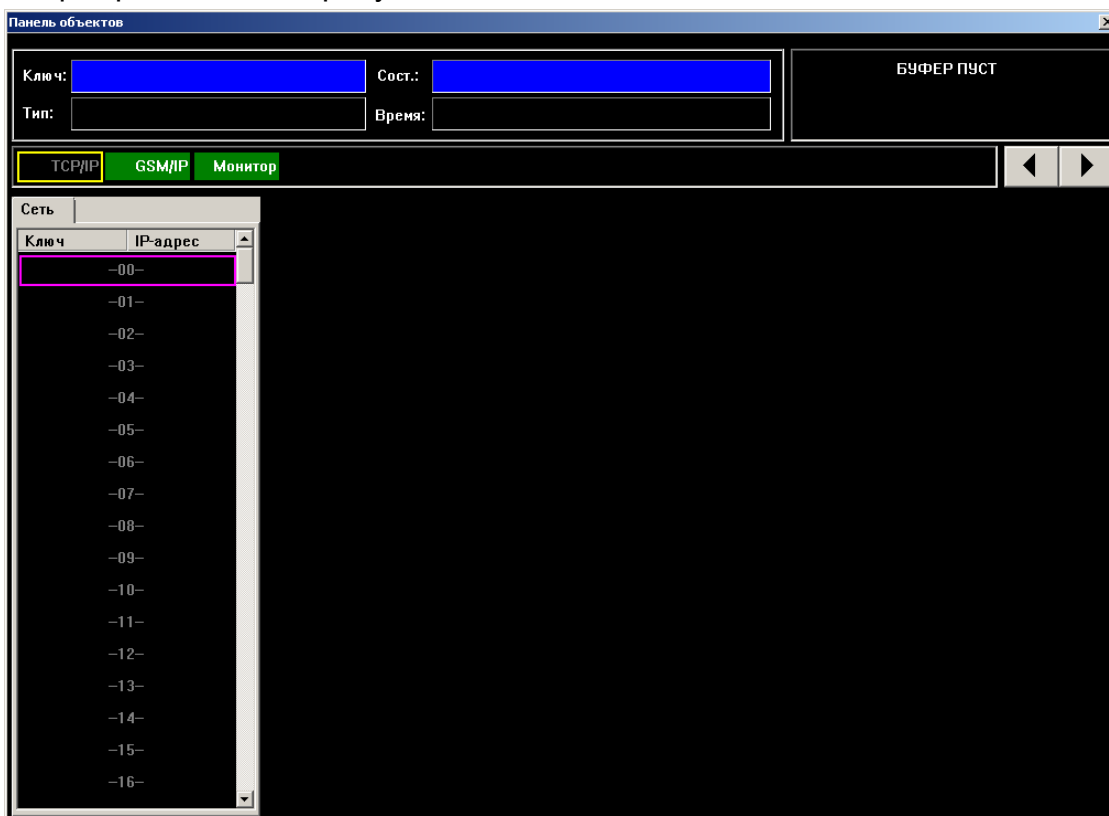 Панель объектов
Ключ: Сост.: БУФЕР ПУСТ
Тип: Время:
TCP/IP GSM/IP Монитор
Сеть
Ключ IP-адрес
–00–
–01–
–02–
–03–
–04–
–05–
–06–
–07–
–08–
–09–
–10–
–11–
–12–
–13–
–14–
–15–
–16–